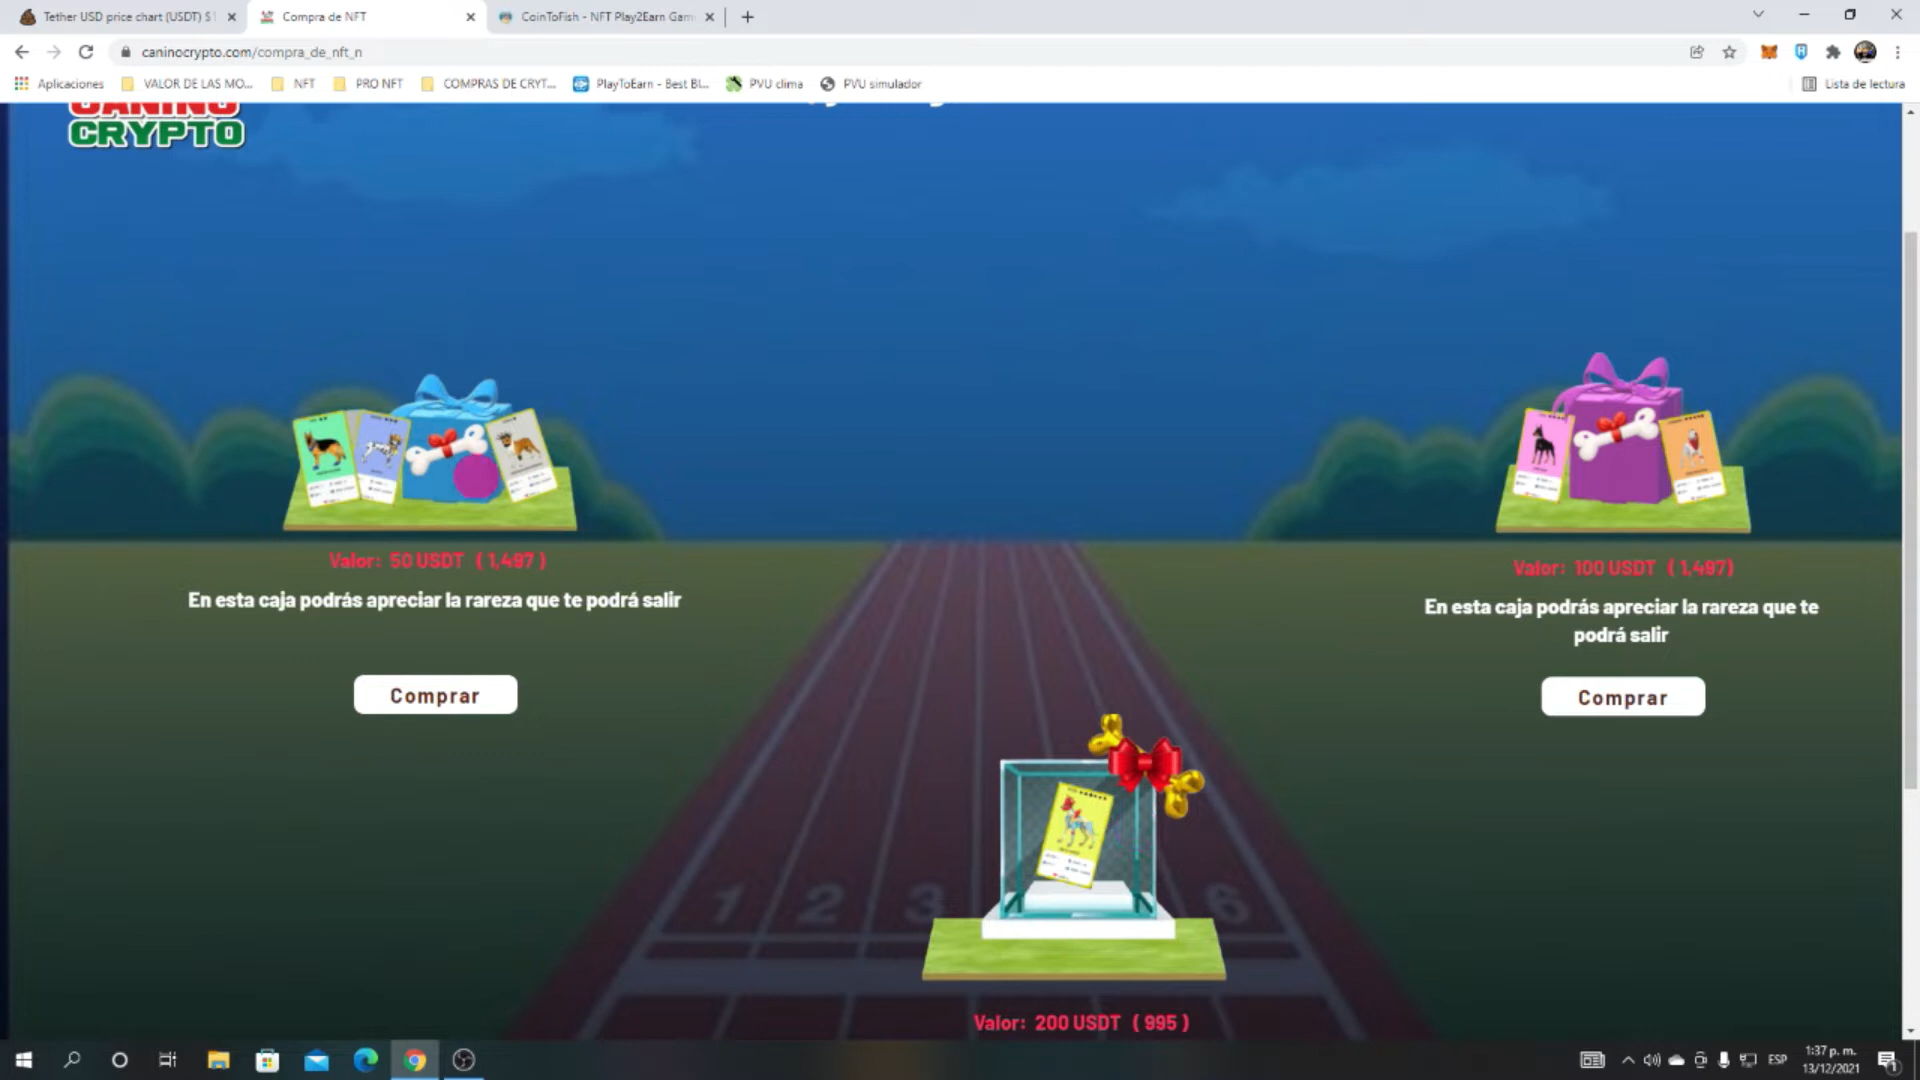 Tether USD price chart (USDT) $1
Compra de NFT
CoinToFish - NFT Play2Earn Gam
caninocrypto.com/compra_de_nft_n
Aplicaciones
VALOR DE LAS MO...
NFT
PRO NFT
COMPRAS DE CRYT...
PlayToEarn - Best Bl...
PVU clima
PVU simulador
Lista de lectura
CANINO
CRYPTO
Valor: 50 USDT ( 1,497 )
En esta caja podrás apreciar la rareza que te podrá salir
Comprar
Valor: 100 USDT ( 1,497)
En esta caja podrás apreciar la rareza que te
podrá salir
Comprar
1 2 3 6
Valor: 200 USDT ( 995 )
ESP
1:37 p. m.
13/12/2021